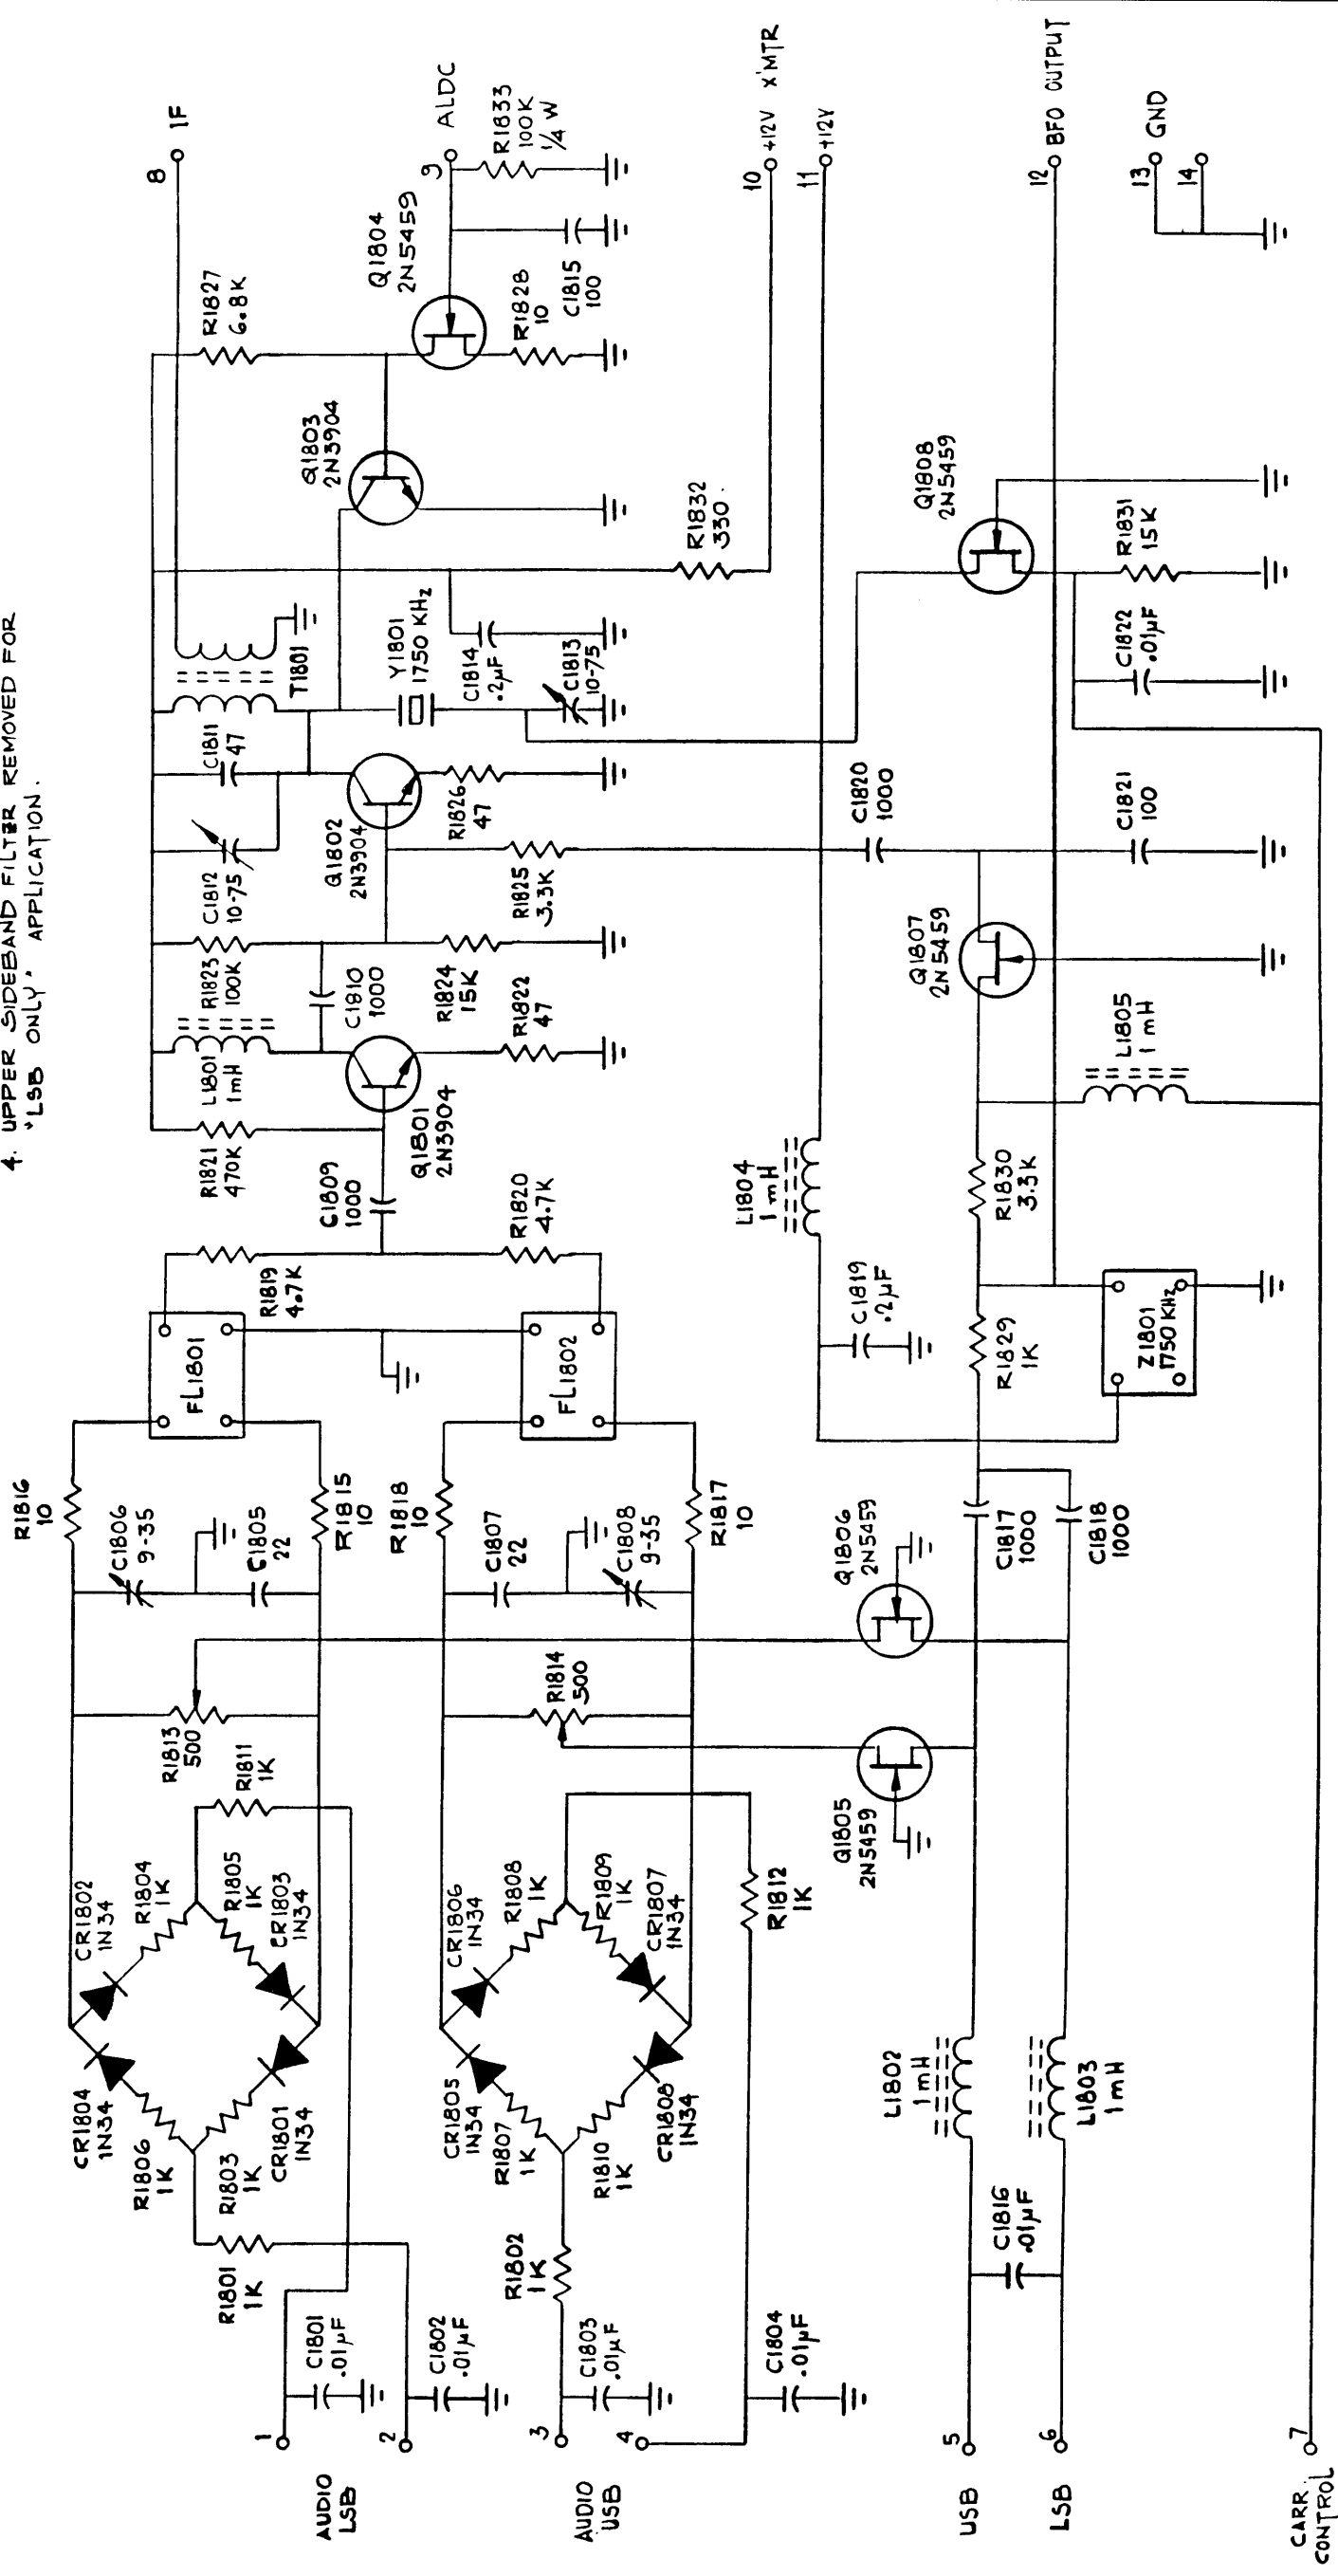 4. UPPER SIDEBAND FILTER REMOVED FOR
"LSB ONLY" APPLICATION.
R1816
10
C1806
9-35
C1805
22
R1815
10
FL1801
R1819
4.7K
R1813
500
R1811
1K
CR1802
1N34
R1804
1K
R1805
1K
CR1803
1N34
CR1804
1N34
R1806
1K
R1803
1K
CR1801
1N34
R1801
1K
C1801
.01µF
C1802
.01µF
1
2
AUDIO
LSB
R1818
10
C1807
22
C1808
9-35
R1817
10
FL1802
R1820
4.7K
R1814
500
CR1806
1N34
R1808
1K
R1809
1K
CR1807
1N34
CR1805
1N34
R1807
1K
R1810
1K
CR1808
1N34
R1802
1K
R1812
1K
C1803
.01µF
C1804
.01µF
3
4
AUDIO
USB
C1809
1000
R1821
470K
L1801
1mH
Q1801
2N3904
R1822
47
R1823
100K
C1810
1000
R1824
15K
C1812
10-75
C1811
47
Q1802
2N3904
R1825
3.3K
R1826
47
T1801
Y1801
1750 KHz
C1814
.2µF
C1813
10-75
Q1803
2N3904
R1827
6.8K
Q1804
2N5459
R1828
10
C1815
100
R1833
100K
1/4 W
R1832
330
8
IF
9
ALDC
10
+12V X'MTR
11
+12V
L1804
1mH
C1819
.2µF
C1820
1000
Q1808
2N5459
R1831
15K
C1822
.01µF
C1821
100
Q1807
2N5459
L1805
1mH
R1830
3.3K
R1829
1K
Z1801
1750 KHz
12
BFO OUTPUT
13
GND
14
Q1806
2N5459
Q1805
2N5459
C1817
1000
C1818
1000
L1802
1mH
L1803
1mH
C1816
.01µF
5
USB
6
LSB
7
CARR.
CONTROL